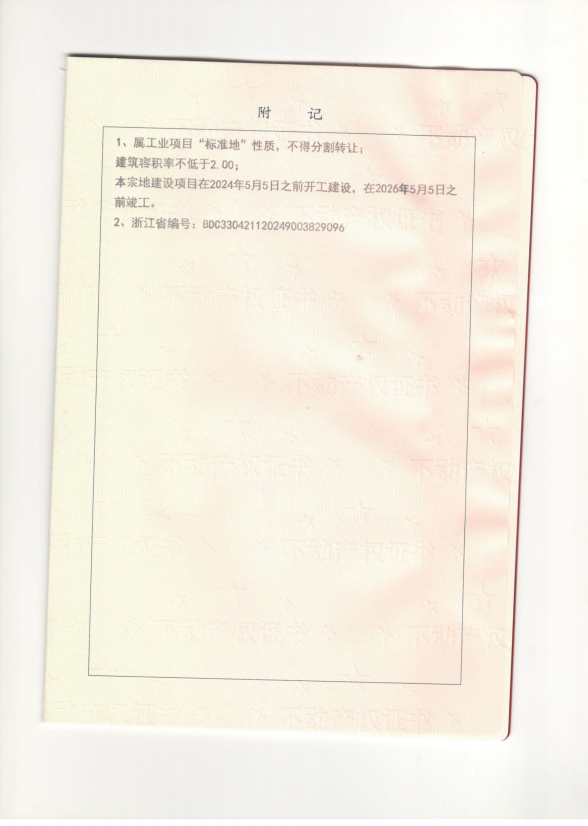 附 记
1、属工业项目“标准地”性质，不得分割转让；
建筑容积率不低于2.00；
本宗地建设项目在2024年5月5日之前开工建设，在2026年5月5日之
前竣工。
2、浙江省编号：BDC330421120249003829096